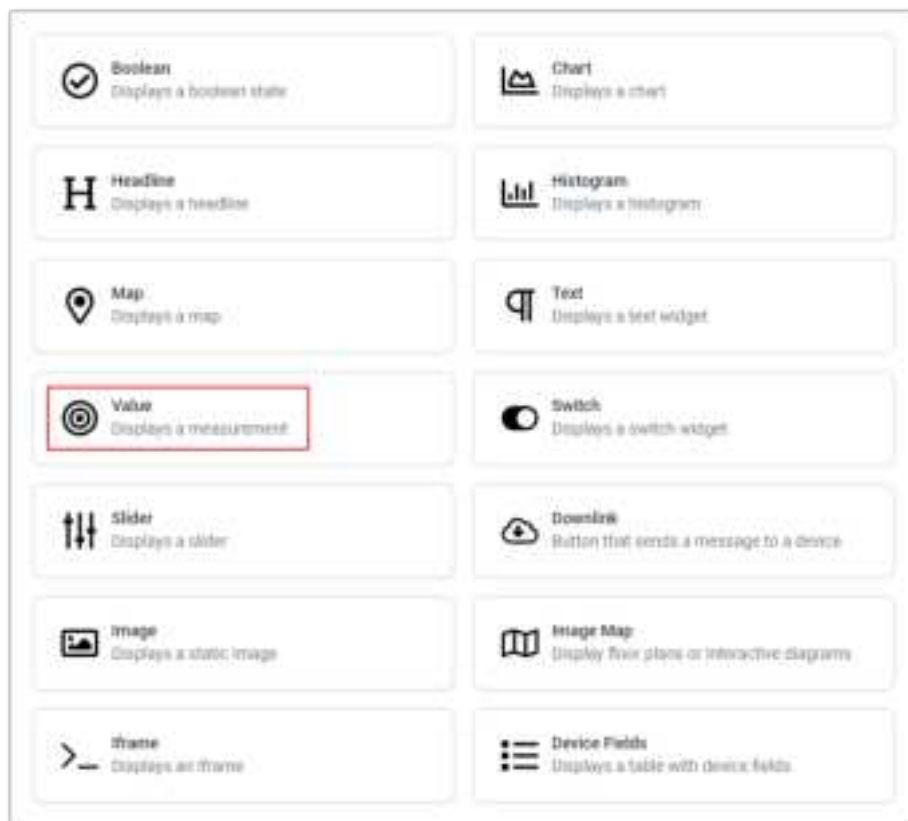 Boolean
Displays a boolean state
Chart
Displays a chart
Headline
Displays a headline
Histogram
Displays a histogram
Map
Displays a map
Text
Displays a text widget
Value
Displays a measurement
Switch
Displays a switch widget
Slider
Displays a slider
Downlink
Button that sends a message to a device
Image
Displays a static image
Image Map
Display floor plans or interactive diagrams
Iframe
Displays an iframe
Device Fields
Displays a table with device fields